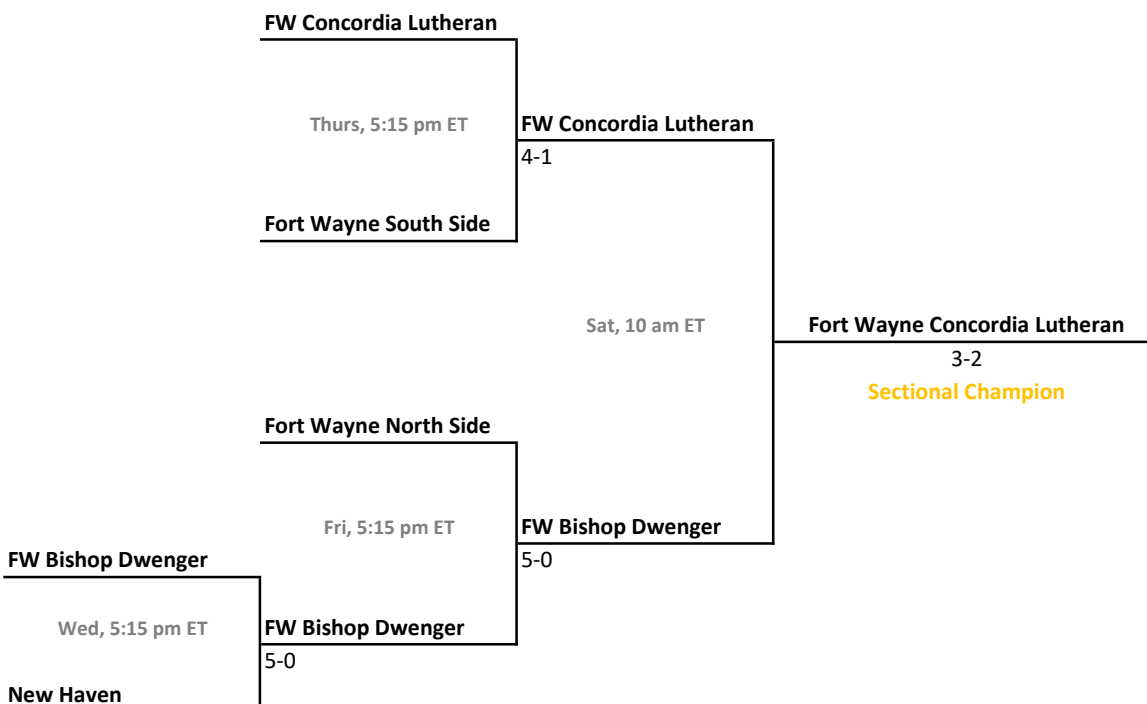 FW Concordia Lutheran
Thurs, 5:15 pm ET
FW Concordia Lutheran
4-1
Fort Wayne South Side
Sat, 10 am ET
Fort Wayne Concordia Lutheran
3-2
Sectional Champion
Fort Wayne North Side
Fri, 5:15 pm ET
FW Bishop Dwenger
5-0
FW Bishop Dwenger
Wed, 5:15 pm ET
FW Bishop Dwenger
5-0
New Haven